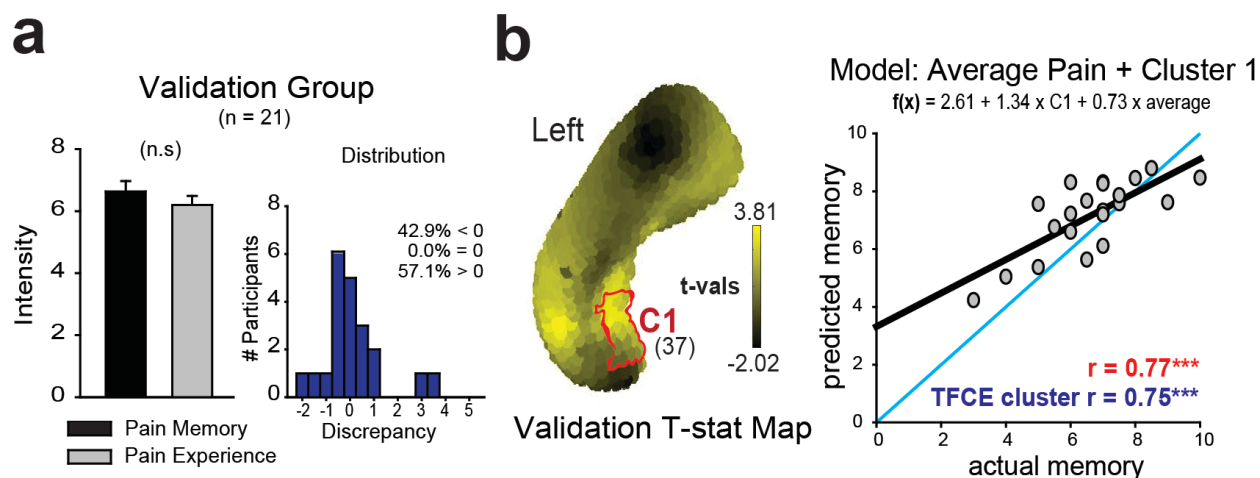 a
Validation Group
(n = 21)
(n.s)
Intensity
8
6
4
2
0
Pain Memory
Pain Experience
Distribution
42.9% < 0
0.0% = 0
57.1% > 0
# Participants
8
6
4
2
0
-2 -1 0 1 2 3 4 5
Discrepancy
b
Left
3.81
t-vals
-2.02
C1
(37)
Validation T-stat Map
Model: Average Pain + Cluster 1
f(x) = 2.61 + 1.34 x C1 + 0.73 x average
predicted memory
10
8
6
4
2
0
r = 0.77***
TFCE cluster r = 0.75***
0 2 4 6 8 10
actual memory